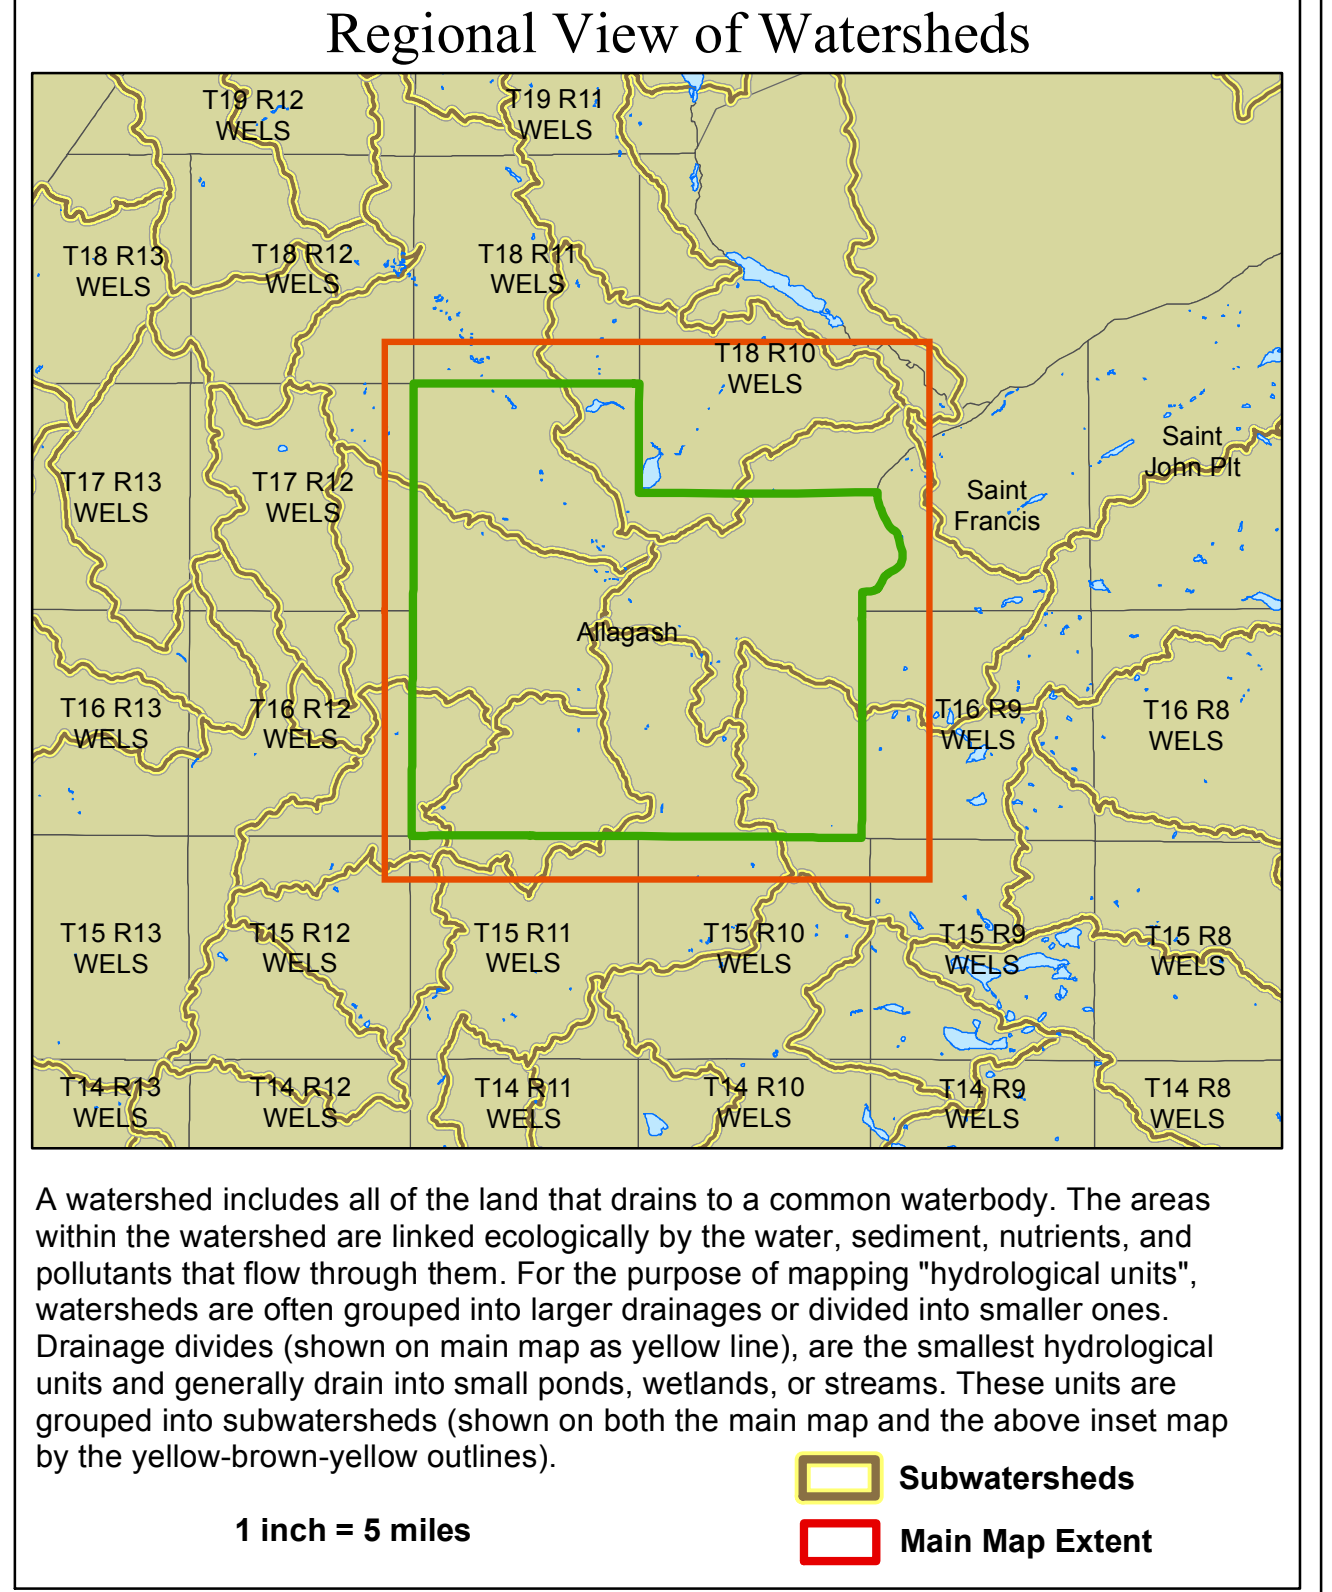 Regional View of Watersheds
T19 R12
WELS
T19 R11
WELS
T18 R13
WELS
T18 R12
WELS
T18 R11
WELS
T18 R10
WELS
Saint
John Plt
T17 R13
WELS
T17 R12
WELS
Saint
Francis
Allagash
T16 R13
WELS
T16 R12
WELS
T16 R9
WELS
T16 R8
WELS
T15 R13
WELS
T15 R12
WELS
T15 R11
WELS
T15 R10
WELS
T15 R9
WELS
T15 R8
WELS
T14 R13
WELS
T14 R12
WELS
T14 R11
WELS
T14 R10
WELS
T14 R9
WELS
T14 R8
WELS
A watershed includes all of the land that drains to a common waterbody. The areas
within the watershed are linked ecologically by the water, sediment, nutrients, and
pollutants that flow through them. For the purpose of mapping "hydrological units",
watersheds are often grouped into larger drainages or divided into smaller ones.
Drainage divides (shown on main map as yellow line), are the smallest hydrological
units and generally drain into small ponds, wetlands, or streams. These units are
grouped into subwatersheds (shown on both the main map and the above inset map
by the yellow-brown-yellow outlines).
Subwatersheds
1 inch = 5 miles
Main Map Extent